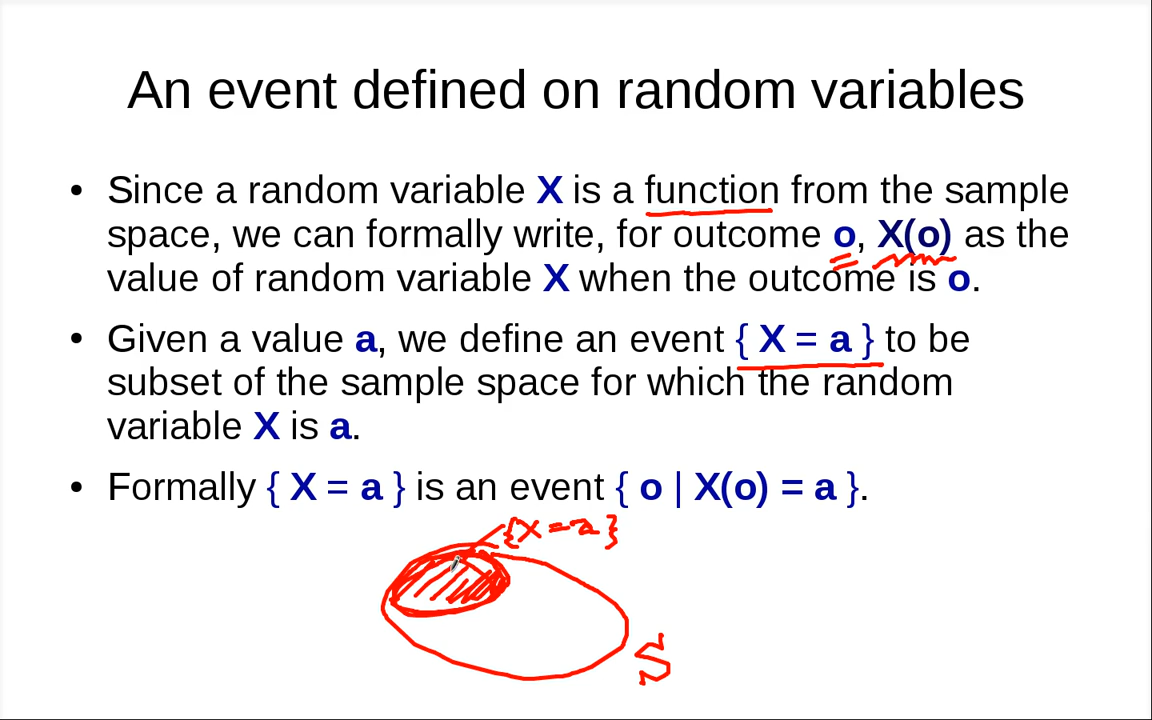 An event defined on random variables
• Since a random variable X is a function from the sample
space, we can formally write, for outcome o, X(o) as the
value of random variable X when the outcome is o.
• Given a value a, we define an event { X = a } to be
subset of the sample space for which the random
variable X is a.
• Formally { X = a } is an event { o | X(o) = a }.
{X=a}
S